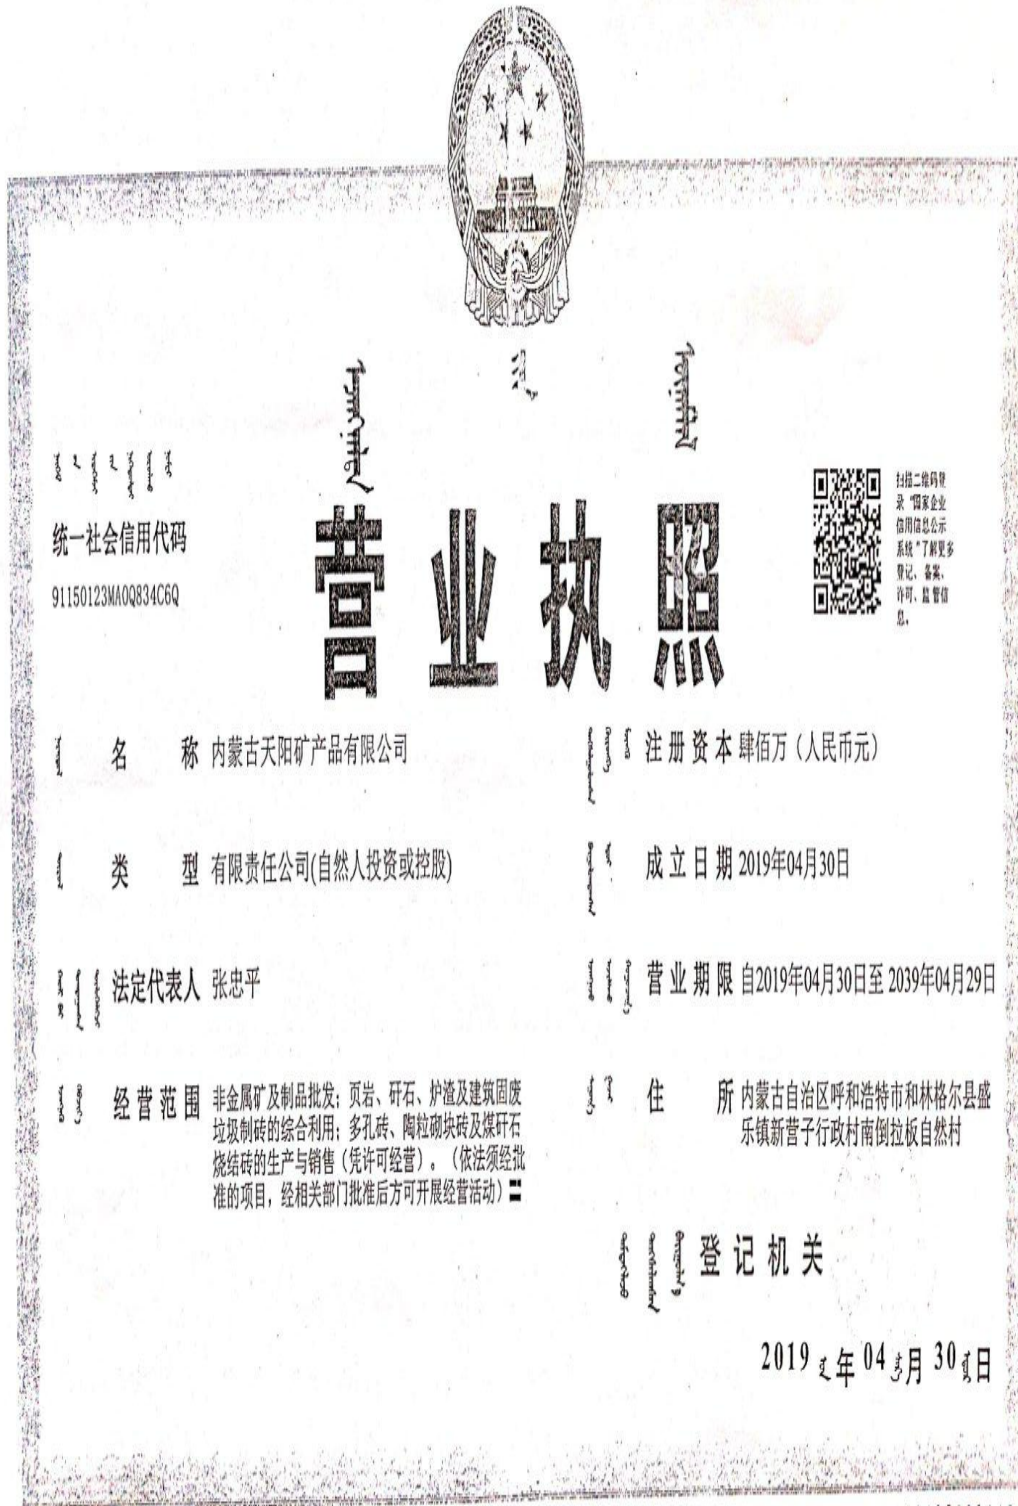 统一社会信用代码
91150123MA0Q834C6Q
营业执照
扫描二维码登
录“国家企业
信用信息公示
系统”了解更多
登记、备案、
许可、监管信
息。
名称 内蒙古天阳矿产品有限公司
类型 有限责任公司(自然人投资或控股)
法定代表人 张忠平
经营范围 非金属矿及制品批发；页岩、矸石、炉渣及建筑固废
垃圾制砖的综合利用；多孔砖、陶粒砌块砖及煤矸石
烧结砖的生产与销售（凭许可经营）。（依法须经批
准的项目，经相关部门批准后方可开展经营活动）
注册资本 肆佰万（人民币元）
成立日期 2019年04月30日
营业期限 自2019年04月30日至 2039年04月29日
住所 内蒙古自治区呼和浩特市和林格尔县盛
乐镇新营子行政村南倒拉板自然村
登记机关
2019年04月30日